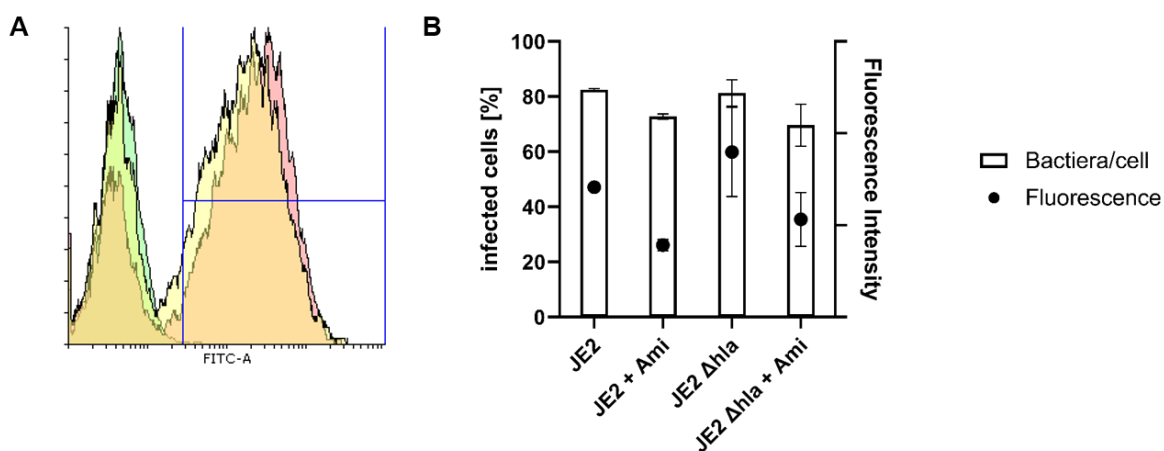 A
FITC-A
B
infected cells [%]
100
80
60
40
20
0
JE2
JE2 + Ami
JE2 Δhla
JE2 Δhla + Ami
Fluorescence Intensity
Bactiera/cell
Fluorescence